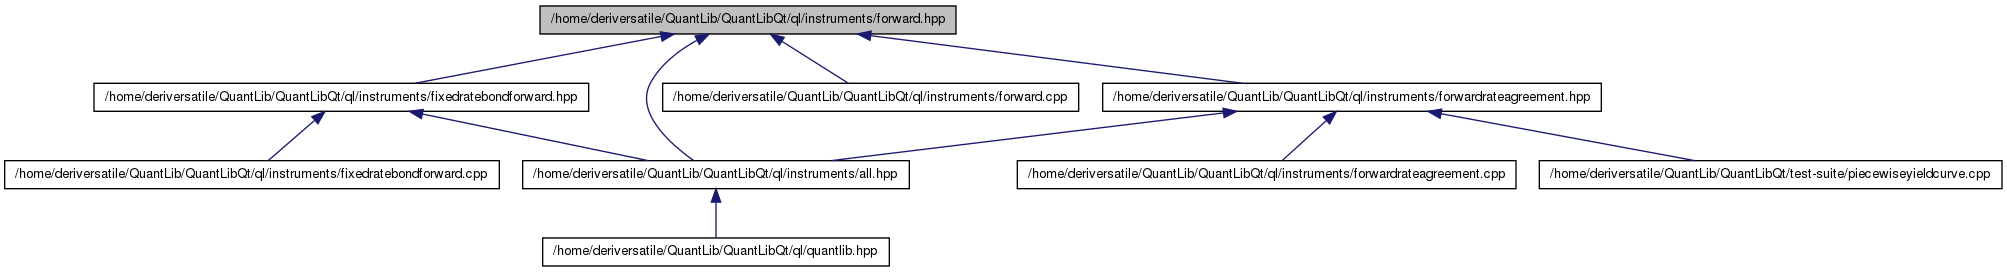 /home/deriversatile/QuantLib/QuantLibQt/ql/instruments/forward.hpp
/home/deriversatile/QuantLib/QuantLibQt/ql/instruments/fixedratebondforward.hpp
/home/deriversatile/QuantLib/QuantLibQt/ql/instruments/forward.cpp
/home/deriversatile/QuantLib/QuantLibQt/ql/instruments/forwardrateagreement.hpp
/home/deriversatile/QuantLib/QuantLibQt/ql/instruments/fixedratebondforward.cpp
/home/deriversatile/QuantLib/QuantLibQt/ql/instruments/all.hpp
/home/deriversatile/QuantLib/QuantLibQt/ql/instruments/forwardrateagreement.cpp
/home/deriversatile/QuantLib/QuantLibQt/test-suite/piecewiseyieldcurve.cpp
/home/deriversatile/QuantLib/QuantLibQt/ql/quantlib.hpp